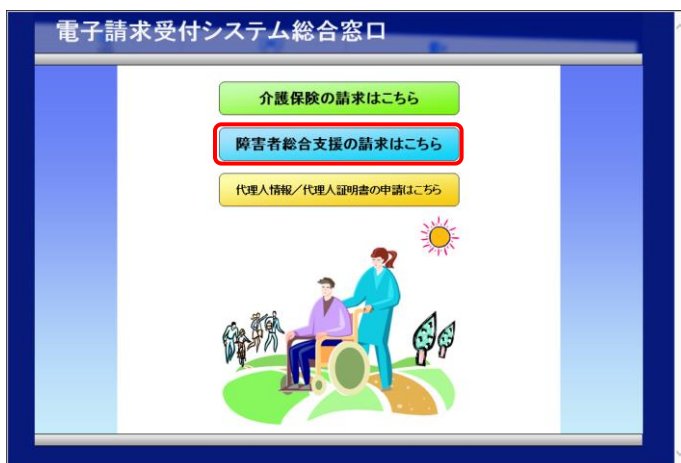 電子請求受付システム総合窓口
介護保険の請求はこちら
障害者総合支援の請求はこちら
代理人情報／代理人証明書の申請はこちら